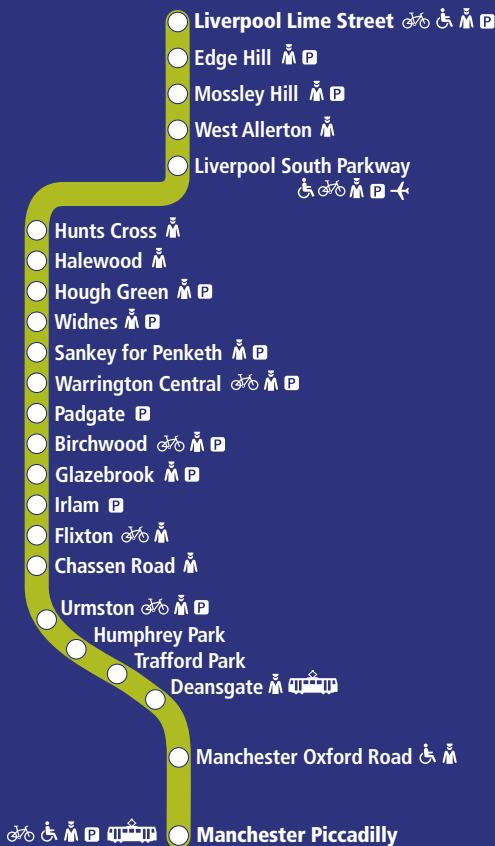 Liverpool Lime Street P
Edge Hill P
Mossley Hill P
West Allerton
Liverpool South Parkway
P
Hunts Cross
Halewood
Hough Green P
Widnes P
Sankey for Penketh P
Warrington Central P
Padgate P
Birchwood P
Glazebrook P
Irlam P
Flixton
Chassen Road
Urmston P
Humphrey Park
Trafford Park
Deansgate
Manchester Oxford Road
P Manchester Piccadilly